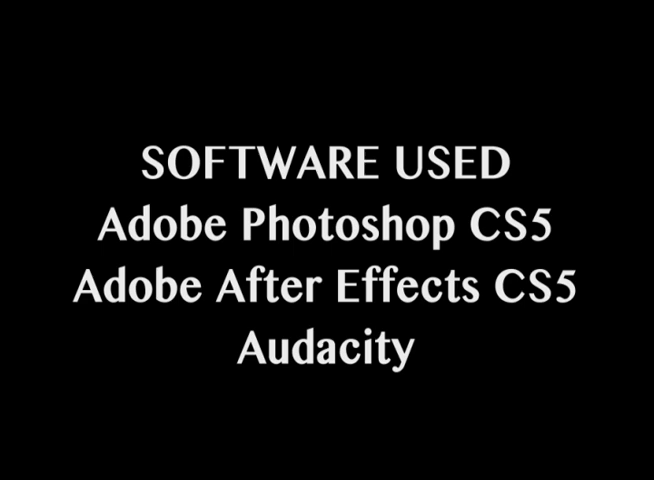 SOFTWARE USED
Adobe Photoshop CS5
Adobe After Effects CS5
Audacity